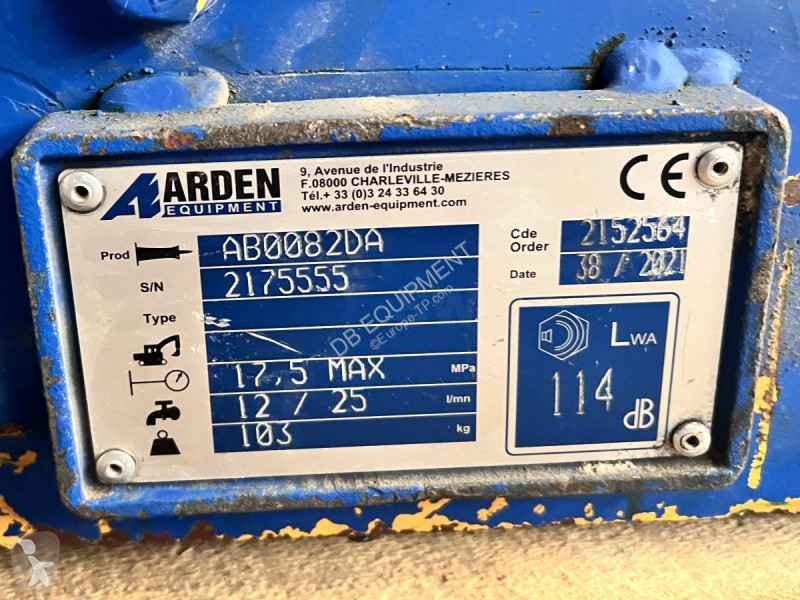 ARDEN
EQUIPMENT
9, Avenue de l'Industrie
F.08000 CHARLEVILLE-MEZIERES
Tél.+ 33 (0)3 24 33 64 30
www.arden-equipment.com
CE
Prod AB0082DA
S/N 2175555
Type
17,5 MAX MPa
12 / 25 l/mn
103 kg
Cde
Order 2152564
Date 38 / 2021
LWA
114
dB
DB EQUIPMENT
©Europe-TP.com